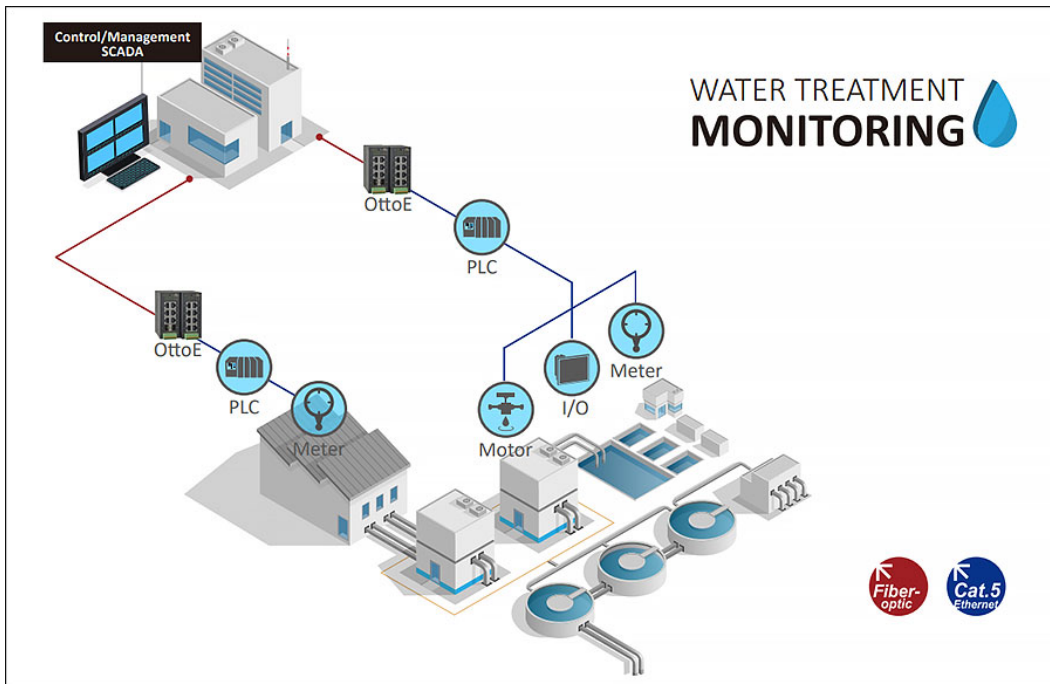 Control/Management
SCADA
WATER TREATMENT
MONITORING
OttoE
PLC
OttoE
PLC
Meter
Meter
I/O
Motor
Fiber-
optic
Cat.5
Ethernet